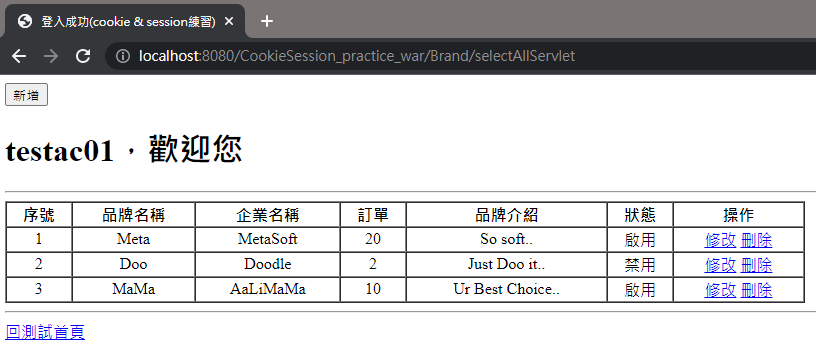 登入成功(cookie & session練習)
localhost:8080/CookieSession_practice_war/Brand/selectAllServlet
新增
testac01，歡迎您
序號 品牌名稱 企業名稱 訂單 品牌介紹 狀態 操作
1 Meta MetaSoft 20 So soft.. 啟用 修改 刪除
2 Doo Doodle 2 Just Doo it.. 禁用 修改 刪除
3 MaMa AaLiMaMa 10 Ur Best Choice.. 啟用 修改 刪除
回測試首頁